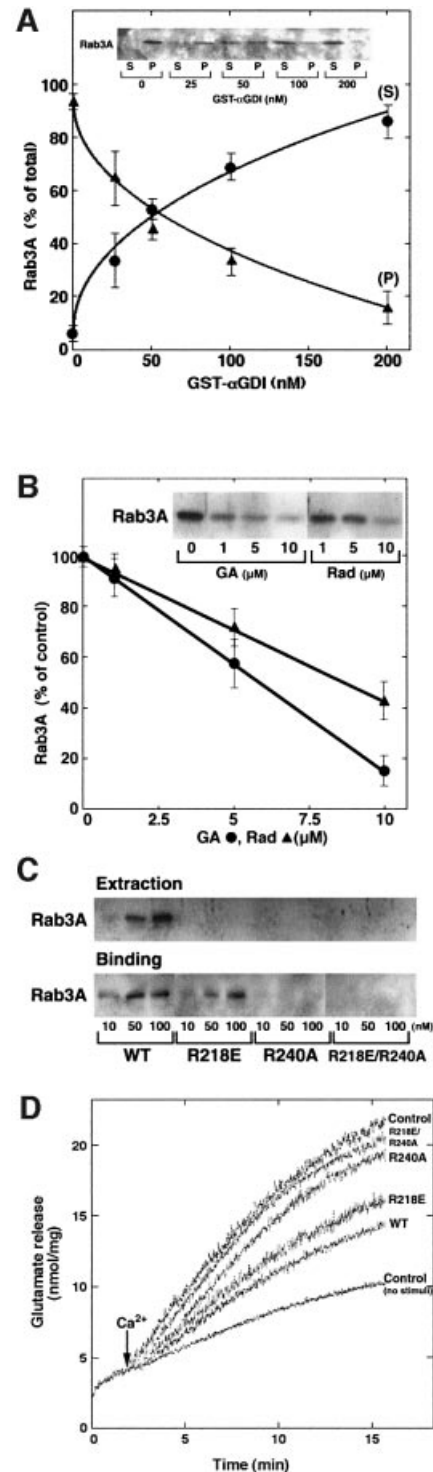 A
Rab3A
S P S P S P S P S P
0 25 50 100 200
GST-αGDI (nM)
100
80
60
40
20
0
Rab3A (% of total)
(S)
(P)
0 50 100 150 200
GST-αGDI (nM)
B
Rab3A
0 1 5 10 1 5 10
GA (µM) Rad (µM)
100
80
60
40
20
0
Rab3A (% of control)
0 2.5 5 7.5 10
GA ●, Rad ▲(µM)
C
Extraction
Rab3A
Binding
Rab3A
10 50 100 10 50 100 10 50 100 10 50 100 (nM)
WT R218E R240A R218E/R240A
D
20
15
10
5
0
Glutamate release
(nmol/mg)
Ca2+
Control
R218E/
R240A
R240A
R218E
WT
Control
(no stimuli)
0 5 10 15
Time (min)